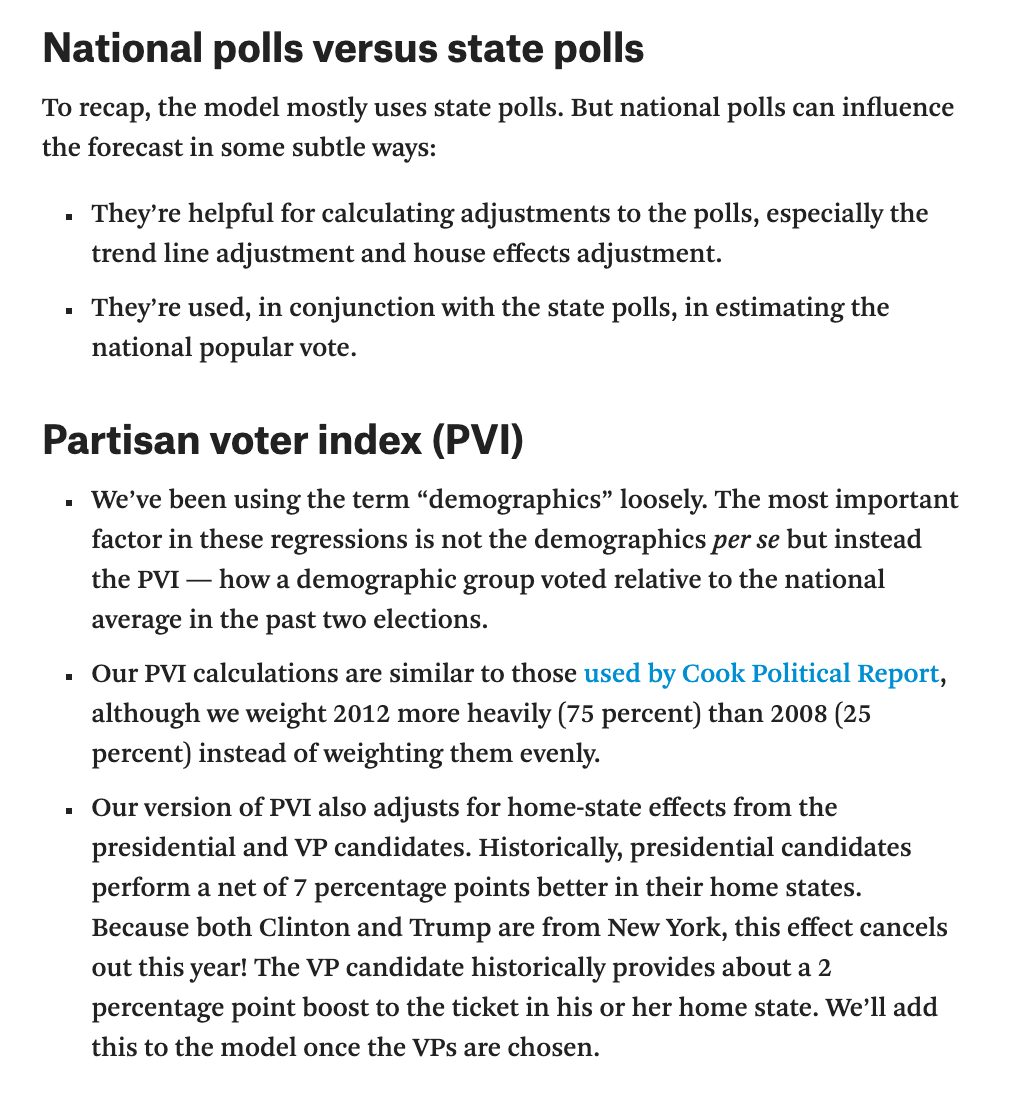 National polls versus state polls
To recap, the model mostly uses state polls. But national polls can influence
the forecast in some subtle ways:
▪ They’re helpful for calculating adjustments to the polls, especially the
trend line adjustment and house effects adjustment.
▪ They’re used, in conjunction with the state polls, in estimating the
national popular vote.
Partisan voter index (PVI)
▪ We’ve been using the term “demographics” loosely. The most important
factor in these regressions is not the demographics per se but instead
the PVI — how a demographic group voted relative to the national
average in the past two elections.
▪ Our PVI calculations are similar to those used by Cook Political Report,
although we weight 2012 more heavily (75 percent) than 2008 (25
percent) instead of weighting them evenly.
▪ Our version of PVI also adjusts for home-state effects from the
presidential and VP candidates. Historically, presidential candidates
perform a net of 7 percentage points better in their home states.
Because both Clinton and Trump are from New York, this effect cancels
out this year! The VP candidate historically provides about a 2
percentage point boost to the ticket in his or her home state. We’ll add
this to the model once the VPs are chosen.